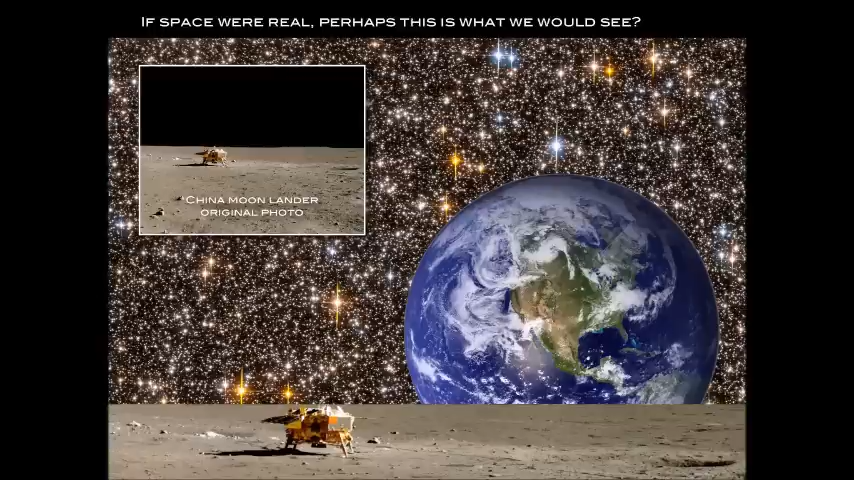 If space were real, perhaps this is what we would see?
*China moon lander
original photo